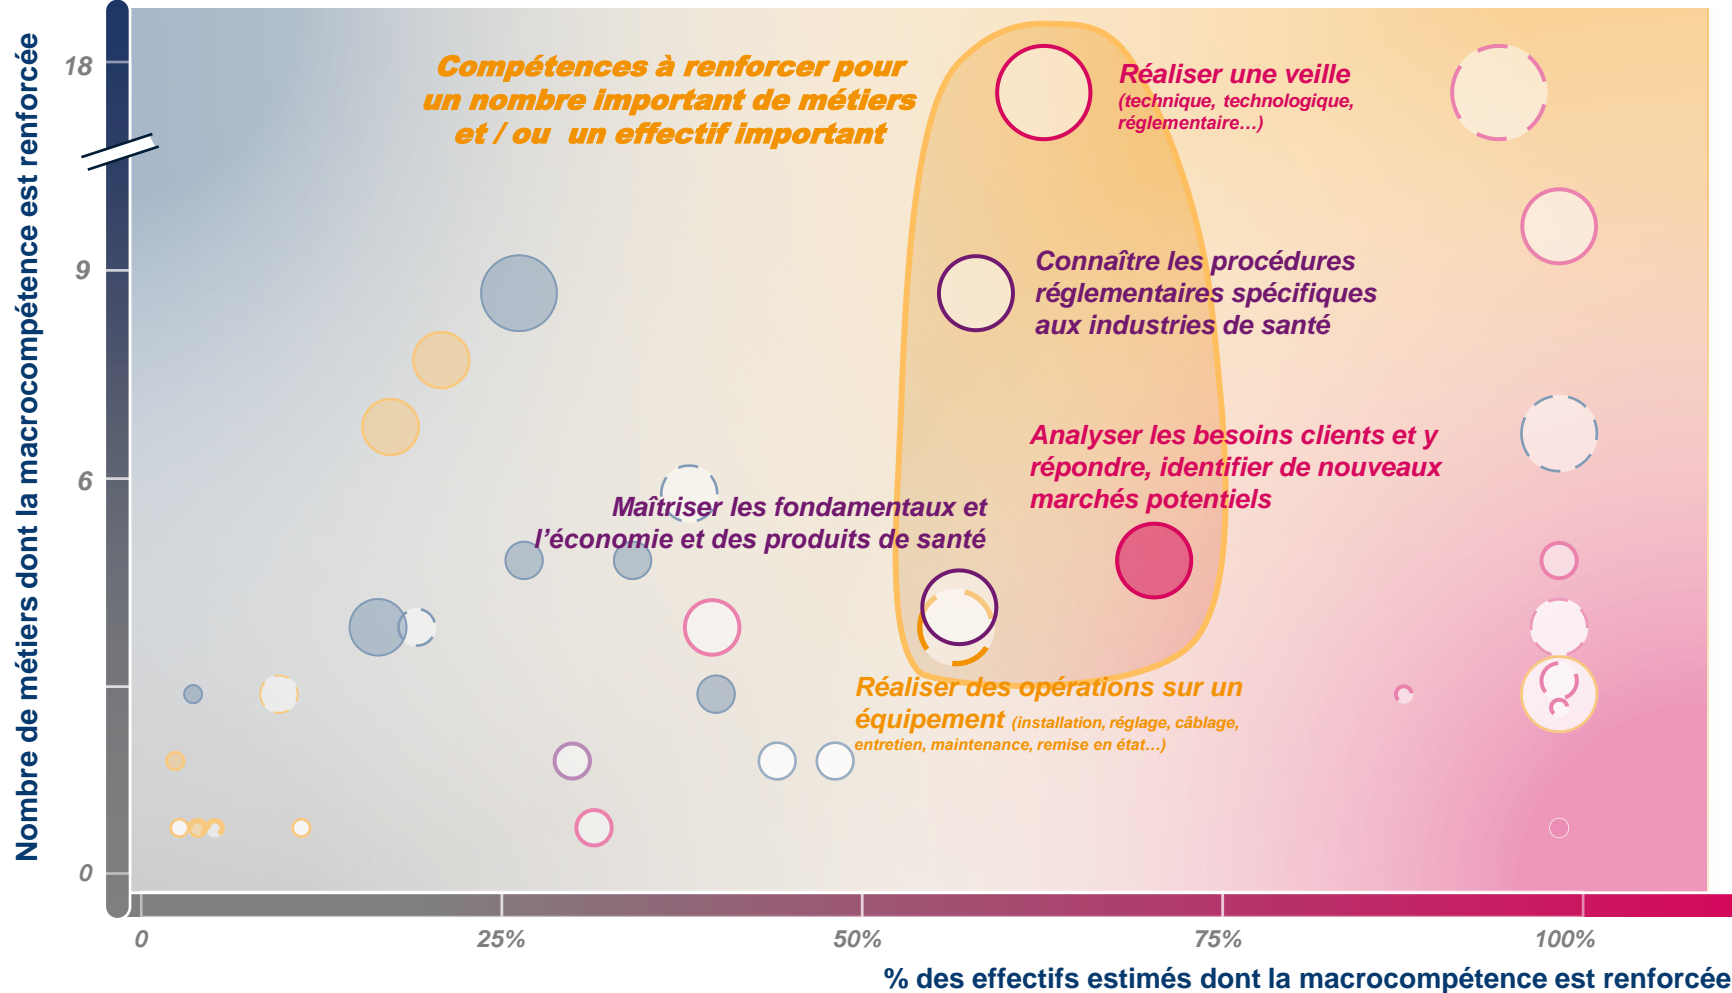 Nombre de métiers dont la macrocompétence est renforcée
18
9
6
0
Compétences à renforcer pour
un nombre important de métiers
et / ou un effectif important
Réaliser une veille
(technique, technologique,
réglementaire…)
Connaître les procédures
réglementaires spécifiques
aux industries de santé
Analyser les besoins clients et y
répondre, identifier de nouveaux
marchés potentiels
Maîtriser les fondamentaux et
l’économie et des produits de santé
Réaliser des opérations sur un
équipement (installation, réglage, câblage,
entretien, maintenance, remise en état…)
0
25%
50%
75%
100%
% des effectifs estimés dont la macrocompétence est renforcée